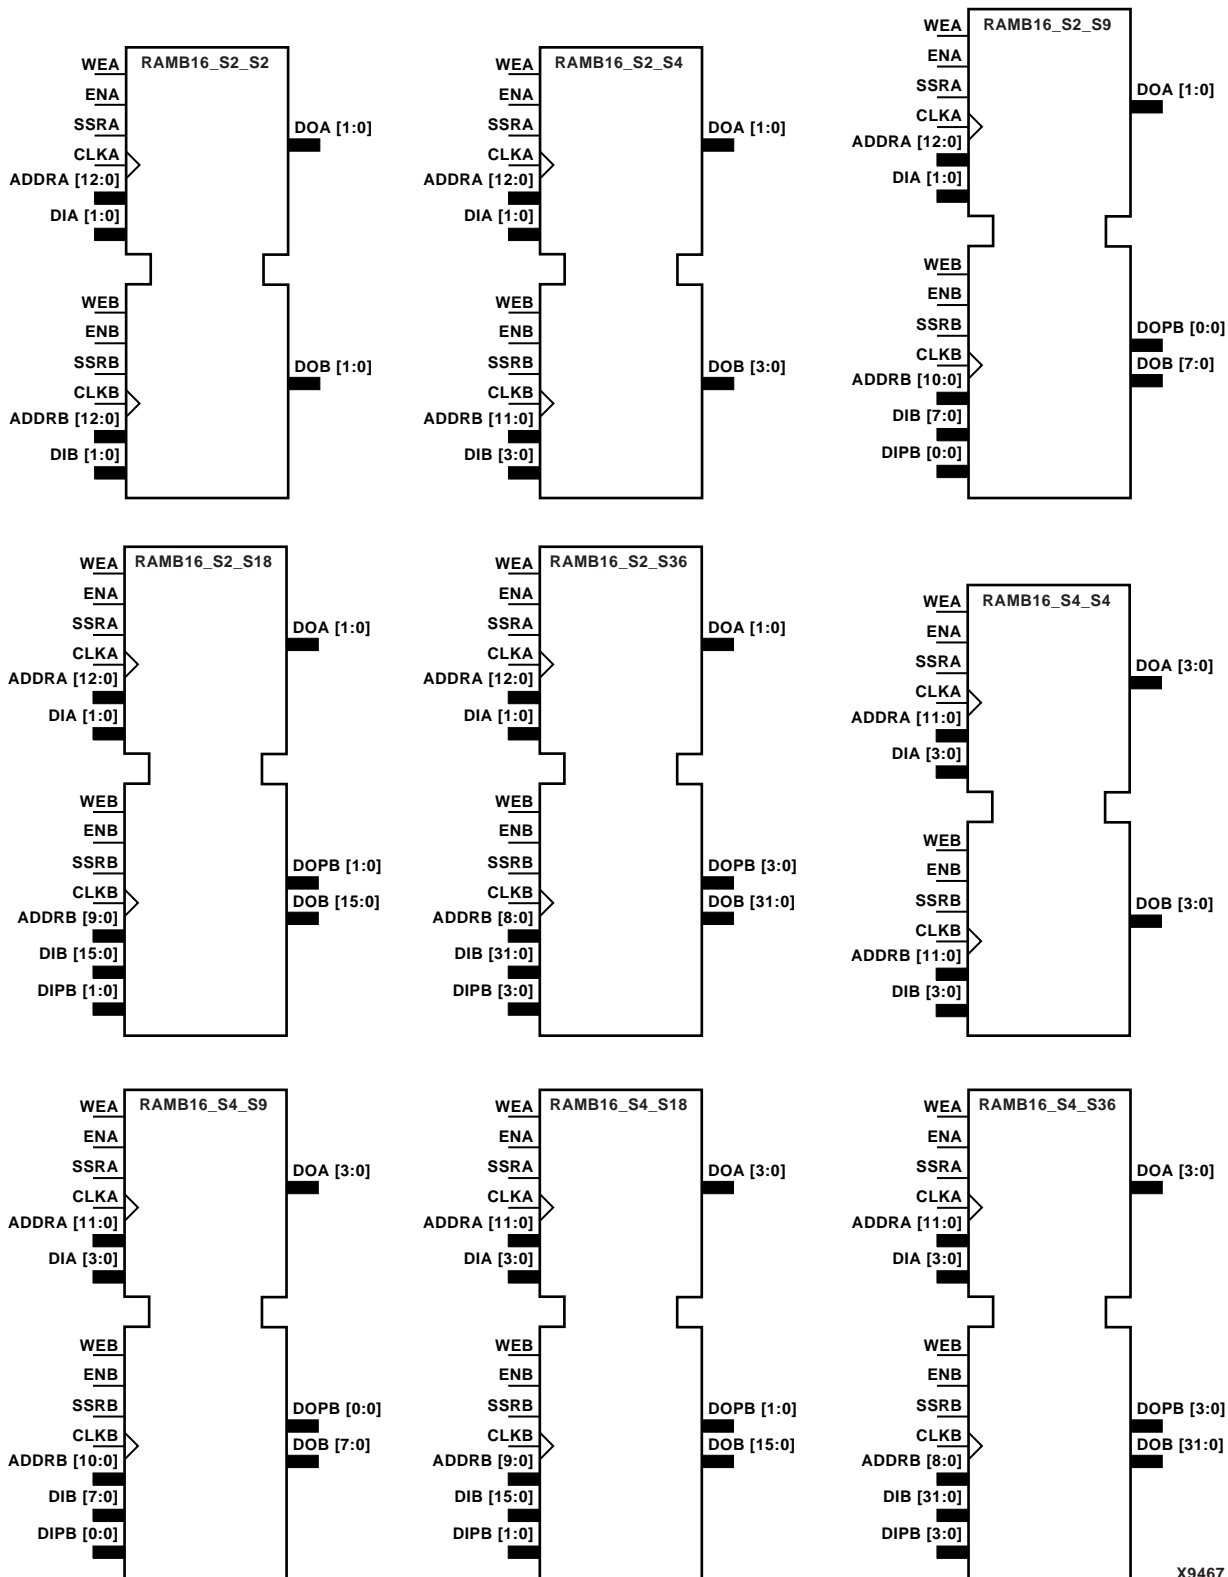 RAMB16_S2_S2
WEA
ENA
SSRA
CLKA
ADDRA [12:0]
DIA [1:0]
DOA [1:0]
WEB
ENB
SSRB
CLKB
ADDRB [12:0]
DIB [1:0]
DOB [1:0]
RAMB16_S2_S4
WEA
ENA
SSRA
CLKA
ADDRA [12:0]
DIA [1:0]
DOA [1:0]
WEB
ENB
SSRB
CLKB
ADDRB [11:0]
DIB [3:0]
DOB [3:0]
RAMB16_S2_S9
WEA
ENA
SSRA
CLKA
ADDRA [12:0]
DIA [1:0]
DOA [1:0]
WEB
ENB
SSRB
CLKB
ADDRB [10:0]
DIB [7:0]
DIPB [0:0]
DOPB [0:0]
DOB [7:0]
RAMB16_S2_S18
WEA
ENA
SSRA
CLKA
ADDRA [12:0]
DIA [1:0]
DOA [1:0]
WEB
ENB
SSRB
CLKB
ADDRB [9:0]
DIB [15:0]
DIPB [1:0]
DOPB [1:0]
DOB [15:0]
RAMB16_S2_S36
WEA
ENA
SSRA
CLKA
ADDRA [12:0]
DIA [1:0]
DOA [1:0]
WEB
ENB
SSRB
CLKB
ADDRB [8:0]
DIB [31:0]
DIPB [3:0]
DOPB [3:0]
DOB [31:0]
RAMB16_S4_S4
WEA
ENA
SSRA
CLKA
ADDRA [11:0]
DIA [3:0]
DOA [3:0]
WEB
ENB
SSRB
CLKB
ADDRB [11:0]
DIB [3:0]
DOB [3:0]
RAMB16_S4_S9
WEA
ENA
SSRA
CLKA
ADDRA [11:0]
DIA [3:0]
DOA [3:0]
WEB
ENB
SSRB
CLKB
ADDRB [10:0]
DIB [7:0]
DIPB [0:0]
DOPB [0:0]
DOB [7:0]
RAMB16_S4_S18
WEA
ENA
SSRA
CLKA
ADDRA [11:0]
DIA [3:0]
DOA [3:0]
WEB
ENB
SSRB
CLKB
ADDRB [9:0]
DIB [15:0]
DIPB [1:0]
DOPB [1:0]
DOB [15:0]
RAMB16_S4_S36
WEA
ENA
SSRA
CLKA
ADDRA [11:0]
DIA [3:0]
DOA [3:0]
WEB
ENB
SSRB
CLKB
ADDRB [8:0]
DIB [31:0]
DIPB [3:0]
DOPB [3:0]
DOB [31:0]
X9467